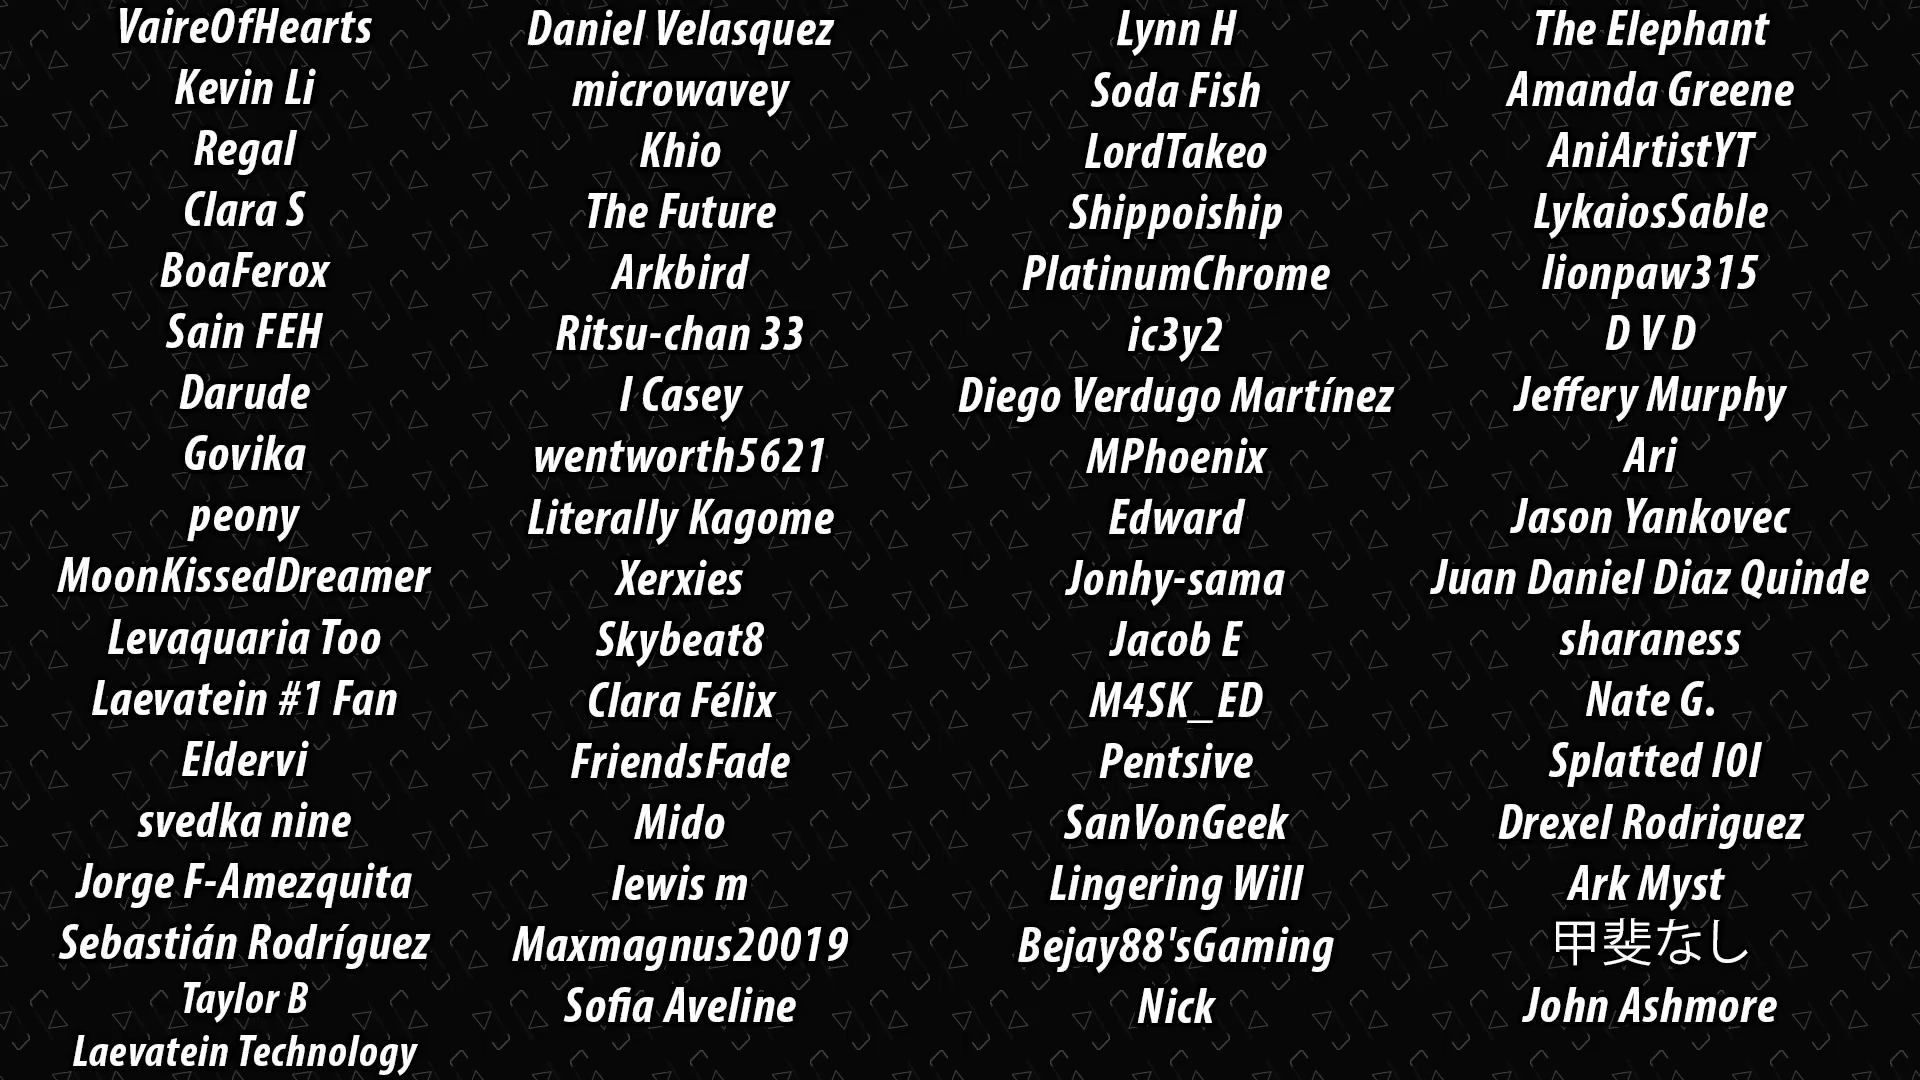 VaireOfHearts
Kevin Li
Regal
Clara S
BoaFerox
Sain FEH
Darude
Govika
peony
MoonKissedDreamer
Levaquaria Too
Laevatein #1 Fan
Eldervi
svedka nine
Jorge F-Amezquita
Sebastián Rodríguez
Taylor B
Laevatein Technology
Daniel Velasquez
microwavey
Khio
The Future
Arkbird
Ritsu-chan 33
I Casey
wentworth5621
Literally Kagome
Xerxies
Skybeat8
Clara Félix
FriendsFade
Mido
lewis m
Maxmagnus20019
Sofia Aveline
Lynn H
Soda Fish
LordTakeo
Shippoiship
PlatinumChrome
ic3y2
Diego Verdugo Martínez
MPhoenix
Edward
Jonhy-sama
Jacob E
M4SK_ED
Pentsive
SanVonGeek
Lingering Will
Bejay88'sGaming
Nick
The Elephant
Amanda Greene
AniArtistYT
LykaiosSable
lionpaw315
D V D
Jeffery Murphy
Ari
Jason Yankovec
Juan Daniel Diaz Quinde
sharaness
Nate G.
Splatted I0I
Drexel Rodriguez
Ark Myst
甲斐なし
John Ashmore